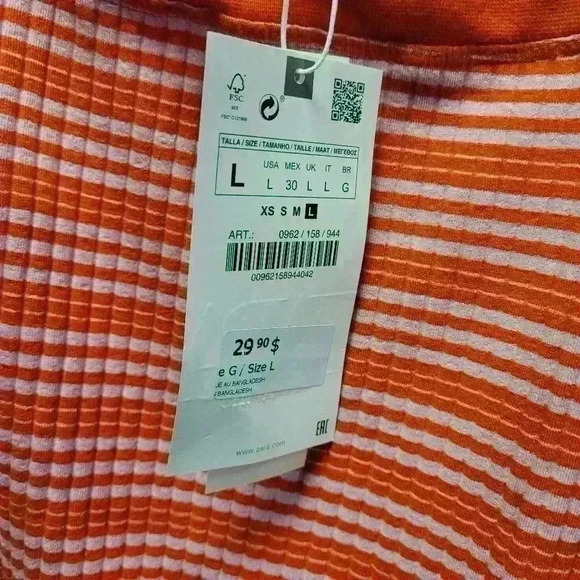 FSC
MIX
TALLA / SIZE / TAMANHO / TAILLE / MAAT / ΜΕΓΕΘΟΣ
L
USA MEX UK IT BR
L 30 L L G
XS S M L
ART.: 0962 / 158 / 944
00962158944042
29 90 $
e G / Size L
AU BANGLADESH
BANGLADESH
EAC
www.zara.com